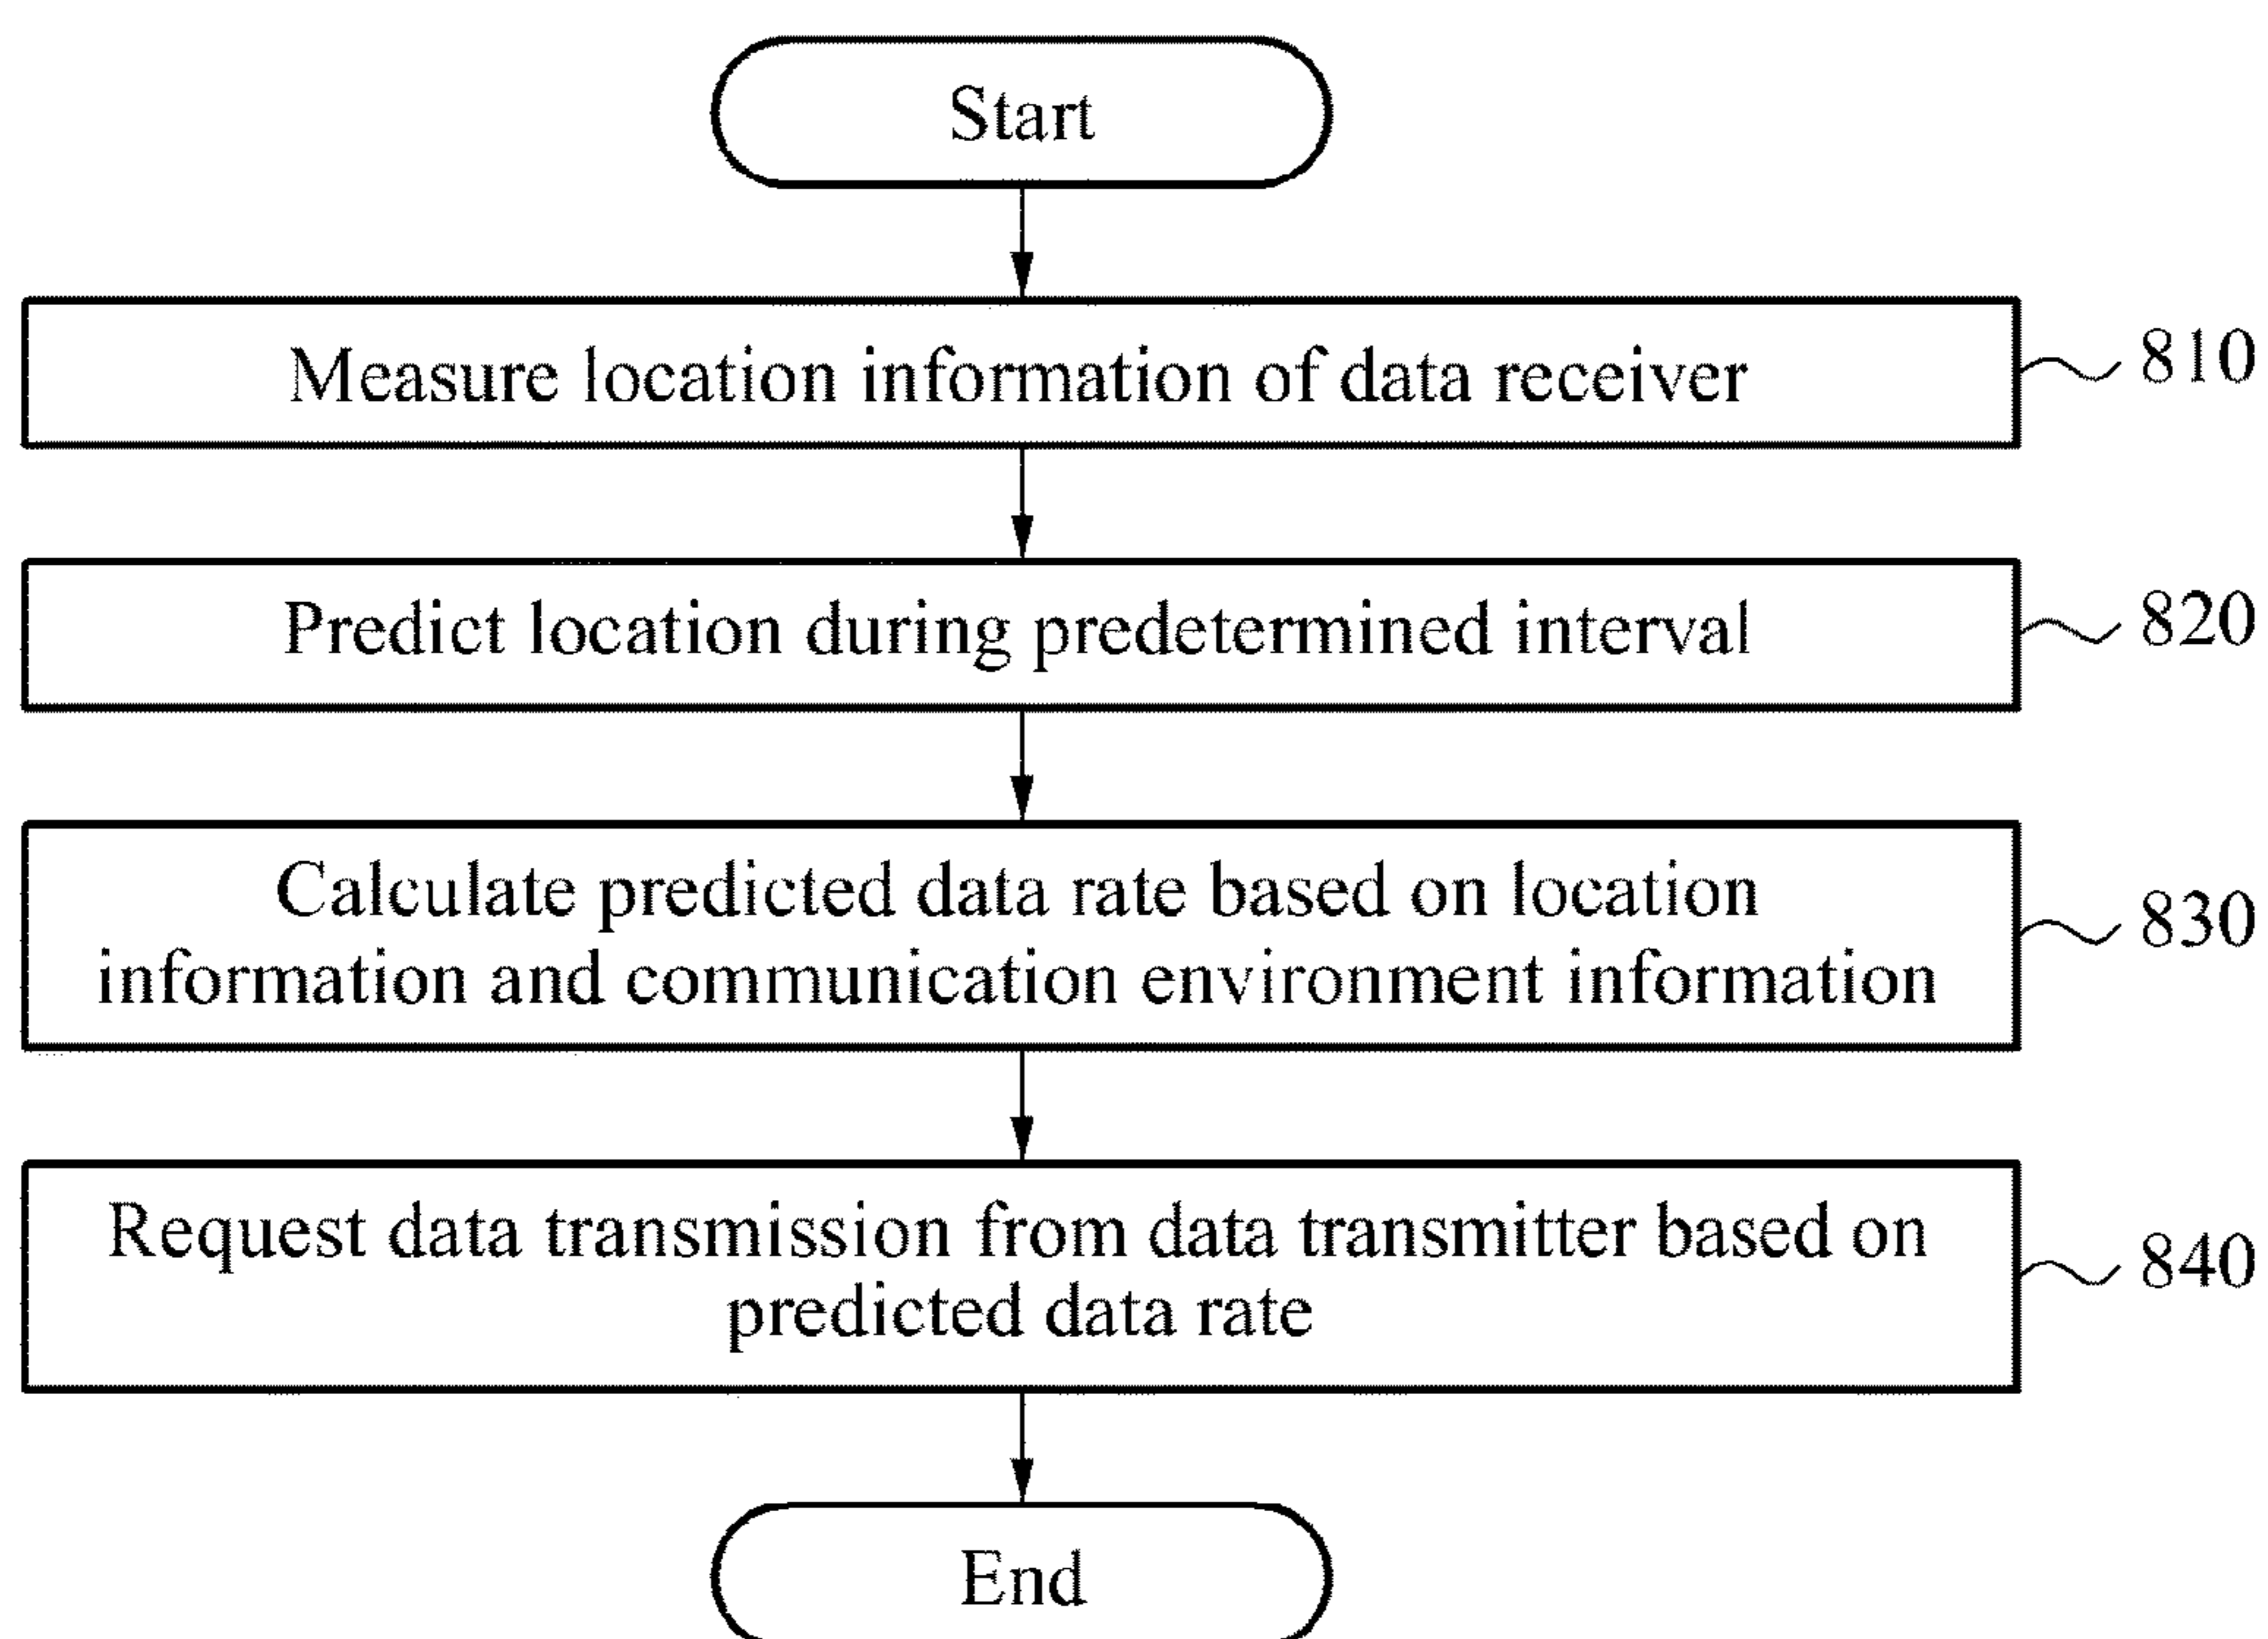 Start
Measure location information of data receiver
810
Predict location during predetermined interval
820
Calculate predicted data rate based on location
information and communication environment information
830
Request data transmission from data transmitter based on
predicted data rate
840
End